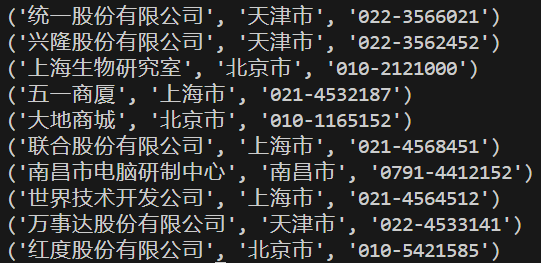 ('统一股份有限公司', '天津市', '022-3566021')
('兴隆股份有限公司', '天津市', '022-3562452')
('上海生物研究室', '北京市', '010-2121000')
('五一商厦', '上海市', '021-4532187')
('大地商城', '北京市', '010-1165152')
('联合股份有限公司', '上海市', '021-4568451')
('南昌市电脑研制中心', '南昌市', '0791-4412152')
('世界技术开发公司', '上海市', '021-4564512')
('万事达股份有限公司', '天津市', '022-4533141')
('红度股份有限公司', '北京市', '010-5421585')